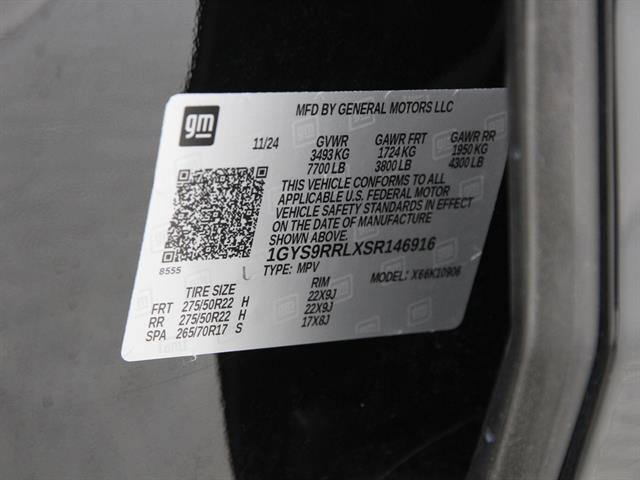 gm
MFD BY GENERAL MOTORS LLC
11/24 GVWR GAWR FRT GAWR RR
3493 KG 1724 KG 1950 KG
7700 LB 3800 LB 4300 LB
THIS VEHICLE CONFORMS TO ALL
APPLICABLE U.S. FEDERAL MOTOR
VEHICLE SAFETY STANDARDS IN EFFECT
ON THE DATE OF MANUFACTURE
SHOWN ABOVE.
1GYS9RRLXSR146916
8555 L TYPE: MPV MODEL: X66K10906
TIRE SIZE RIM
FRT 275/50R22 H 22X9J
RR 275/50R22 H 22X9J
SPA 265/70R17 S 17X8J